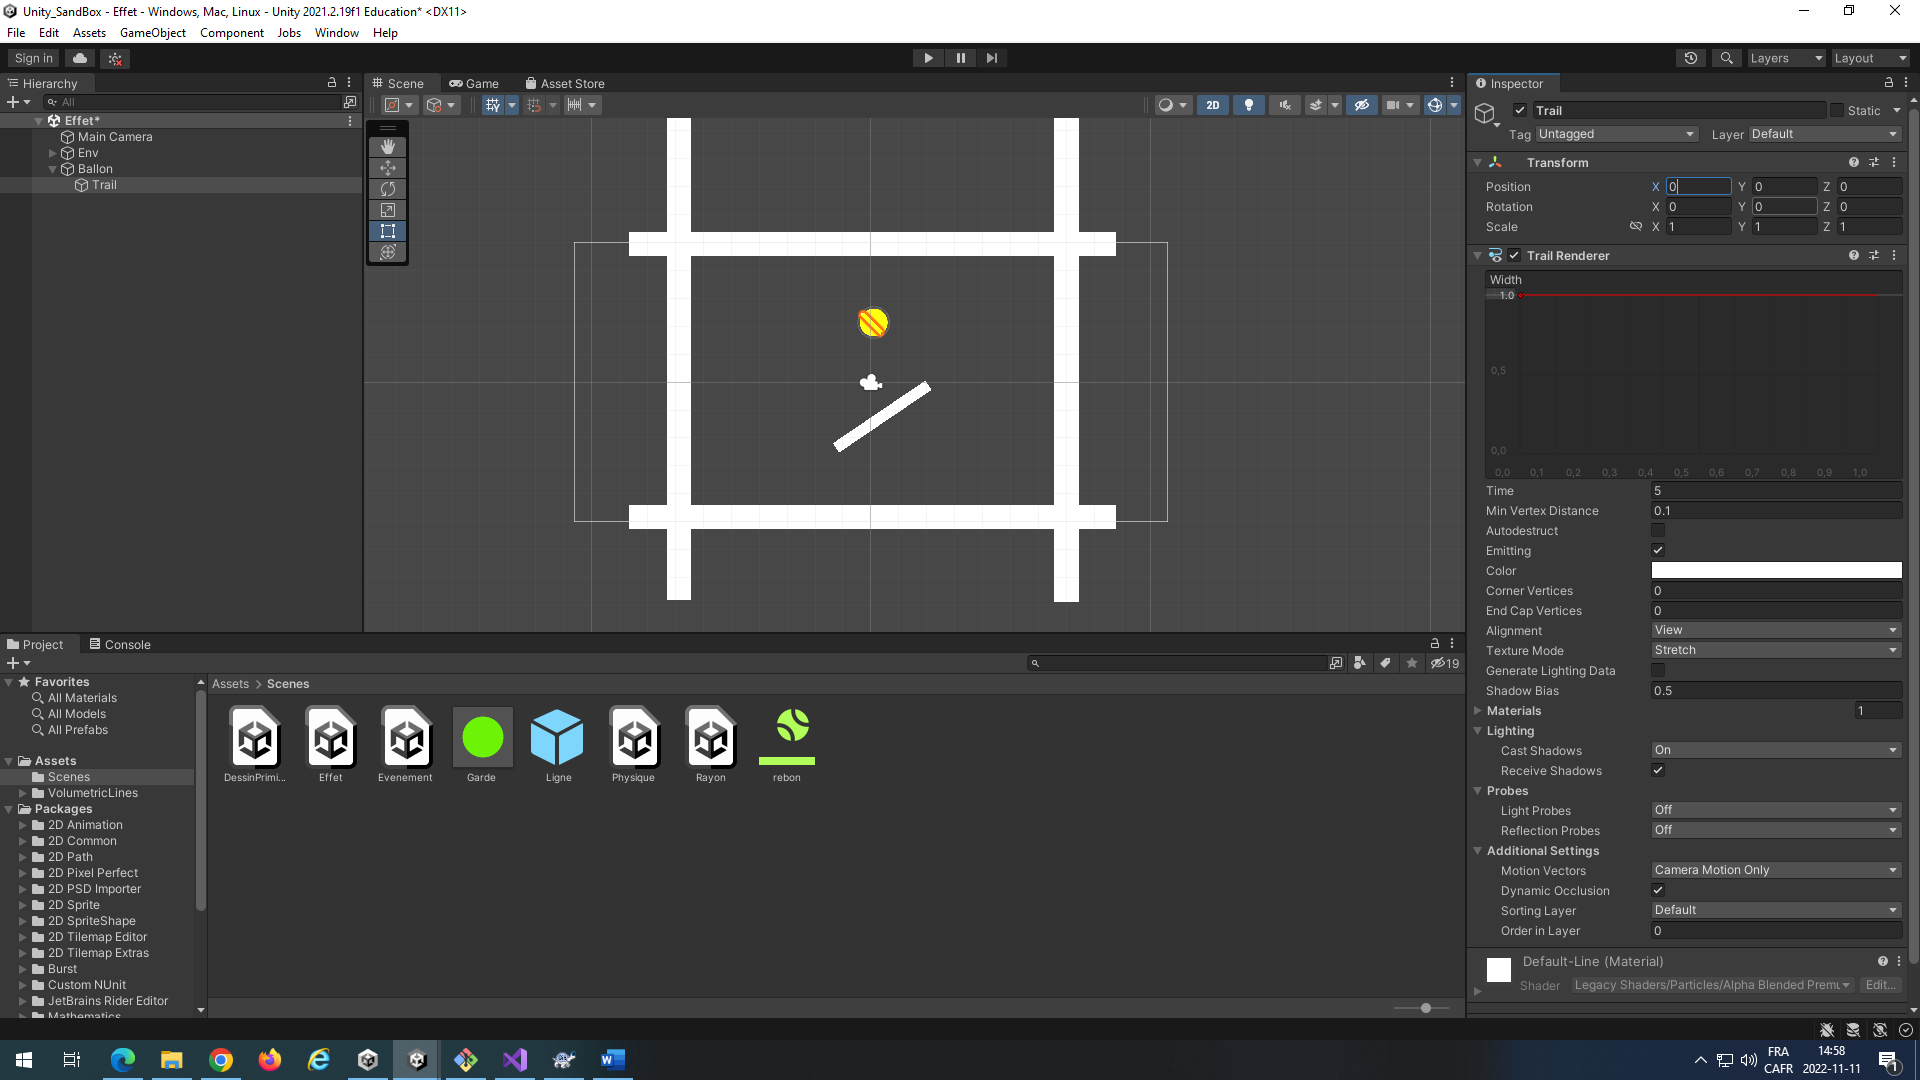 Unity_SandBox - Effet - Windows, Mac, Linux - Unity 2021.2.19f1 Education* <DX11>
File Edit Assets GameObject Component Jobs Window Help
Sign in Layers Layout
Hierarchy
All
Effet*
Main Camera
Env
Ballon
Trail
Scene Game Asset Store
2D
Inspector
Trail Static
Tag Untagged Layer Default
Transform
Position X 0 Y 0 Z 0
Rotation X 0 Y 0 Z 0
Scale X 1 Y 1 Z 1
Trail Renderer
Width
1.0
0,5
0,0
0,0 0,1 0,2 0,3 0,4 0,5 0,6 0,7 0,8 0,9 1,0
Time 5
Min Vertex Distance 0.1
Autodestruct
Emitting
Color
Corner Vertices 0
End Cap Vertices 0
Alignment View
Texture Mode Stretch
Generate Lighting Data
Shadow Bias 0.5
Materials 1
Lighting
Cast Shadows On
Receive Shadows
Probes
Light Probes Off
Reflection Probes Off
Additional Settings
Motion Vectors Camera Motion Only
Dynamic Occlusion
Sorting Layer Default
Order in Layer 0
Default-Line (Material)
Shader Legacy Shaders/Particles/Alpha Blended Premu Edit...
Project Console
19
Favorites
All Materials
All Models
All Prefabs
Assets
Scenes
VolumetricLines
Packages
2D Animation
2D Common
2D Path
2D Pixel Perfect
2D PSD Importer
2D Sprite
2D SpriteShape
2D Tilemap Editor
2D Tilemap Extras
Burst
Custom NUnit
JetBrains Rider Editor
Mathematics
Assets > Scenes
DessinPrimi... Effet Evenement Garde Ligne Physique Rayon rebon
FRA
CAFR
14:58
2022-11-11
1